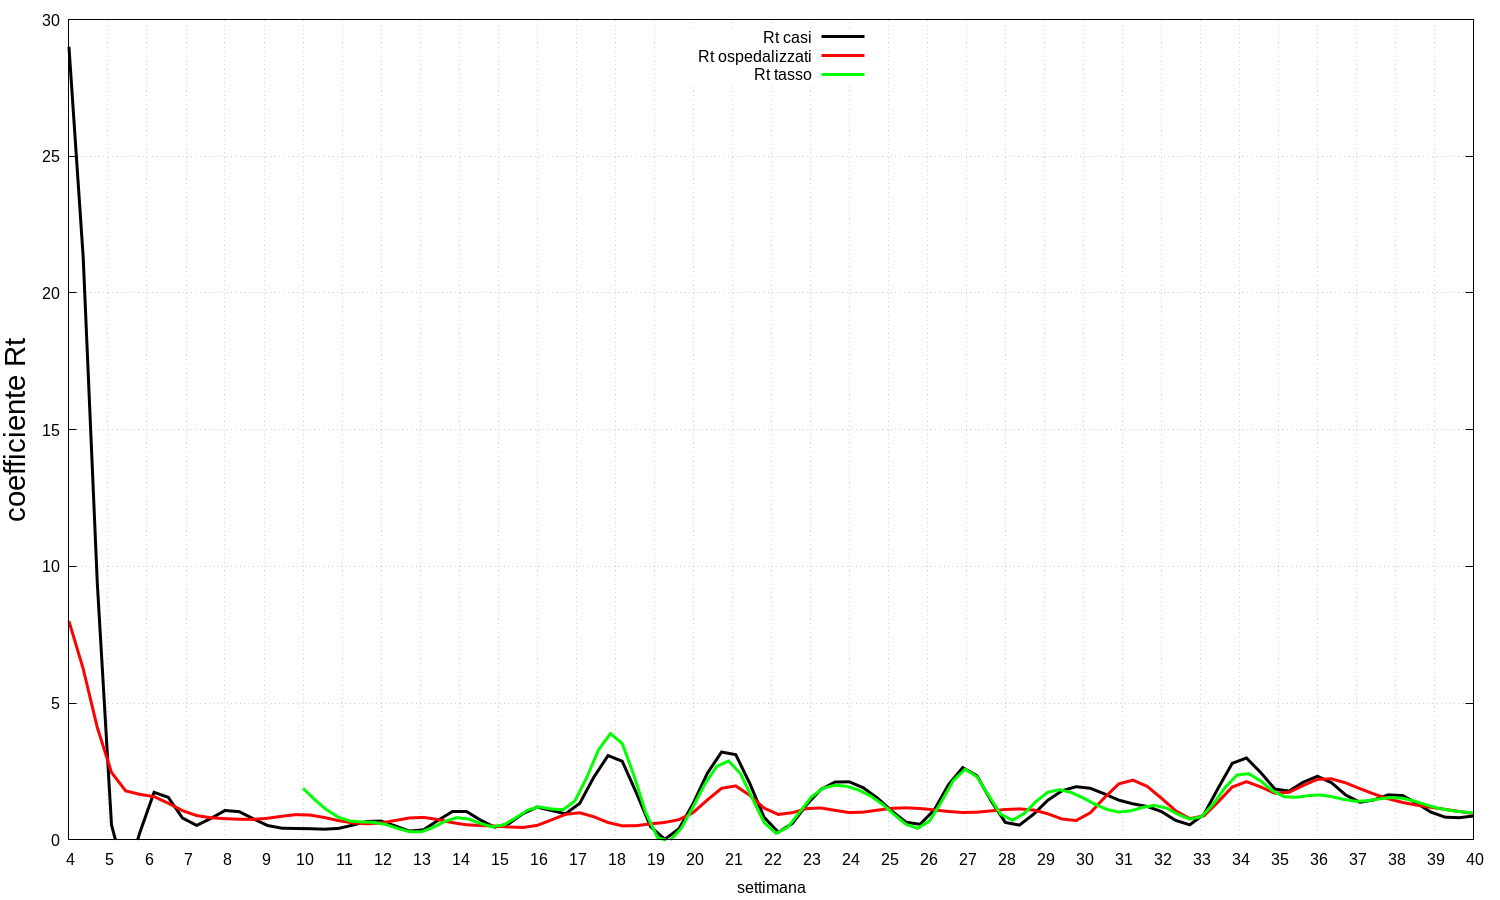 Rt casi
Rt ospedalizzati
Rt tasso
coefficiente Rt
30
25
20
15
10
5
0
4 5 6 7 8 9 10 11 12 13 14 15 16 17 18 19 20 21 22 23 24 25 26 27 28 29 30 31 32 33 34 35 36 37 38 39 40
settimana